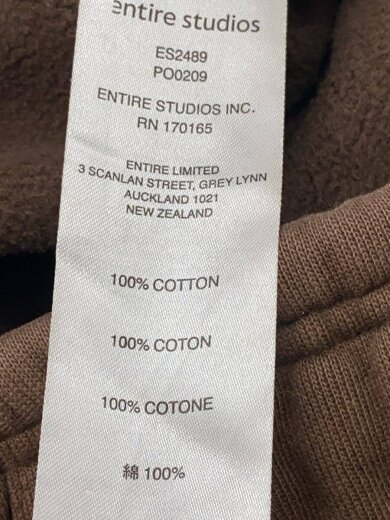 entire studios
ES2489
PO0209
ENTIRE STUDIOS INC.
RN 170165
ENTIRE LIMITED
3 SCANLAN STREET, GREY LYNN
AUCKLAND 1021
NEW ZEALAND
100% COTTON
100% COTON
100% COTONE
綿 100%